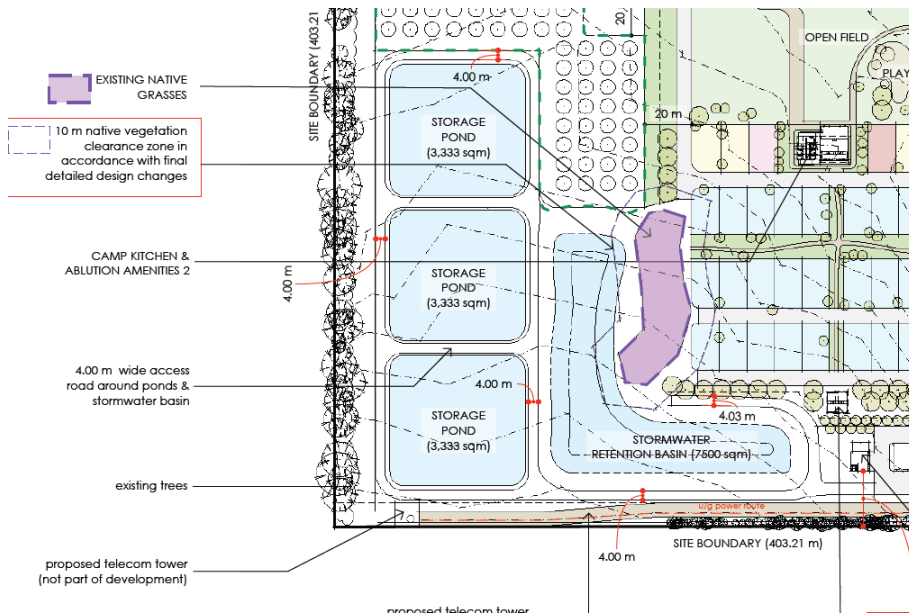 SITE BOUNDARY (403.21
20
OPEN FIELD
4.00 m
PLAY
EXISTING NATIVE
GRASSES
20 m
STORAGE
POND
(3,333 sqm)
10 m native vegetation
clearance zone in
accordance with final
detailed design changes
CAMP KITCHEN &
ABLUTION AMENITIES 2
4.00 m
STORAGE
POND
(3,333 sqm)
4.00 m wide access
road around ponds &
stormwater basin
4.00 m
4.03 m
STORAGE
POND
(3,333 sqm)
STORMWATER
RETENTION BASIN (7500 sqm)
existing trees
u/g power route
4.00 m
SITE BOUNDARY (403.21 m)
proposed telecom tower
(not part of development)
proposed telecom tower